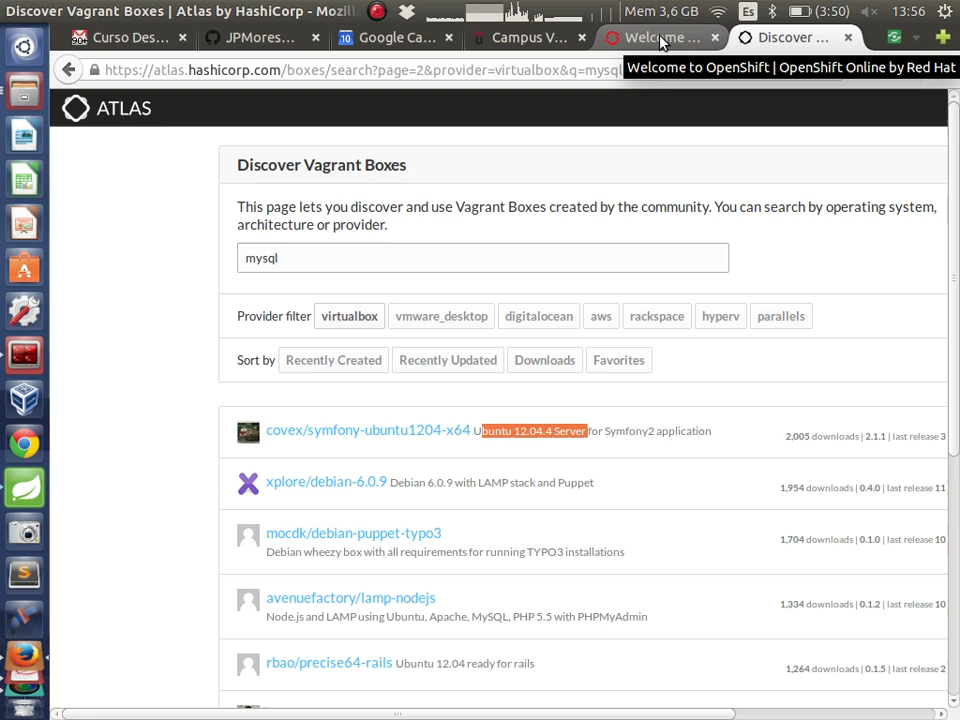 Discover Vagrant Boxes | Atlas by HashiCorp - Mozil
Mem 3,6 GB
Es
(3:50)
13:56
90+
Curso Des...
JPMores...
10
Google Ca...
Campus V...
Welcome ...
Discover ...
https://atlas.hashicorp.com/boxes/search?page=2&provider=virtualbox&q=mysql
Welcome to OpenShift | OpenShift Online by Red Hat
ATLAS
Discover Vagrant Boxes
This page lets you discover and use Vagrant Boxes created by the community. You can search by operating system,
architecture or provider.
mysql
Provider filter virtualbox vmware_desktop digitalocean aws rackspace hyperv parallels
Sort by Recently Created Recently Updated Downloads Favorites
covex/symfony-ubuntu1204-x64 Ubuntu 12.04.4 Server for Symfony2 application
2,005 downloads | 2.1.1 | last release 3
xplore/debian-6.0.9 Debian 6.0.9 with LAMP stack and Puppet
1,954 downloads | 0.4.0 | last release 11
mocdk/debian-puppet-typo3
Debian wheezy box with all requirements for running TYPO3 installations
1,704 downloads | 0.1.0 | last release 10
avenuefactory/lamp-nodejs
Node.js and LAMP using Ubuntu, Apache, MySQL, PHP 5.5 with PHPMyAdmin
1,334 downloads | 0.1.2 | last release 10
rbao/precise64-rails Ubuntu 12.04 ready for rails
1,264 downloads | 0.1.5 | last release 2